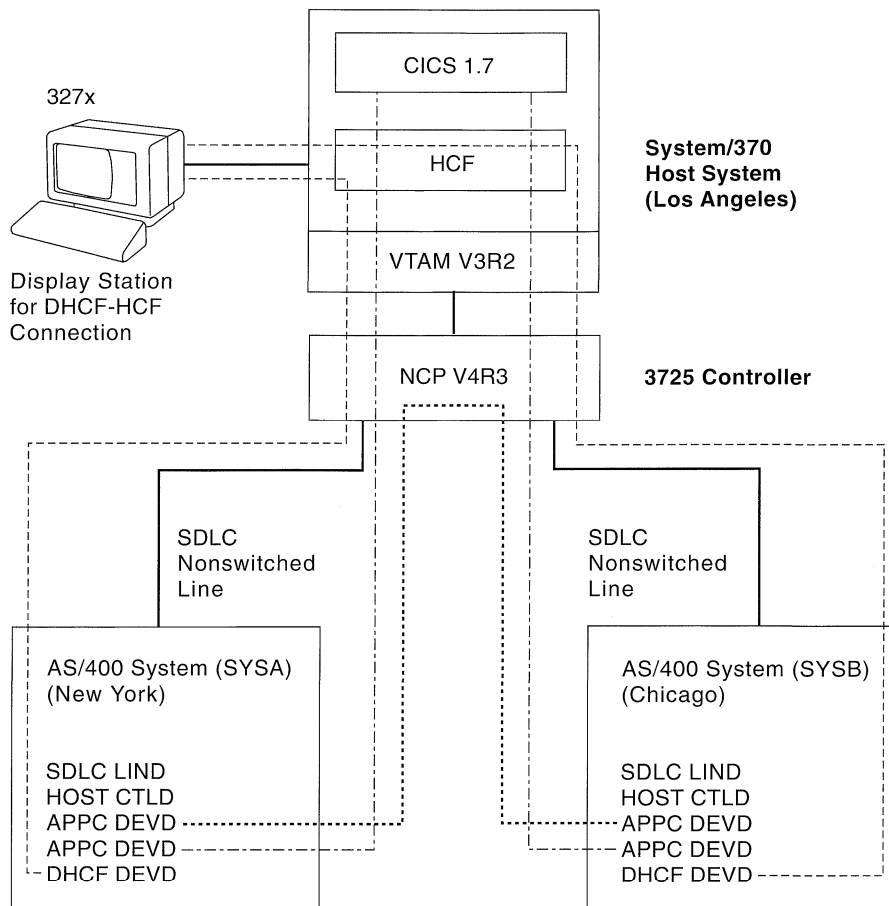 CICS 1.7
327x
HCF
System/370
Host System
(Los Angeles)
VTAM V3R2
Display Station
for DHCF-HCF
Connection
NCP V4R3
3725 Controller
SDLC
Nonswitched
Line
SDLC
Nonswitched
Line
AS/400 System (SYSA)
(New York)
SDLC LIND
HOST CTLD
APPC DEVD
APPC DEVD
DHCF DEVD
AS/400 System (SYSB)
(Chicago)
SDLC LIND
HOST CTLD
APPC DEVD
APPC DEVD
DHCF DEVD